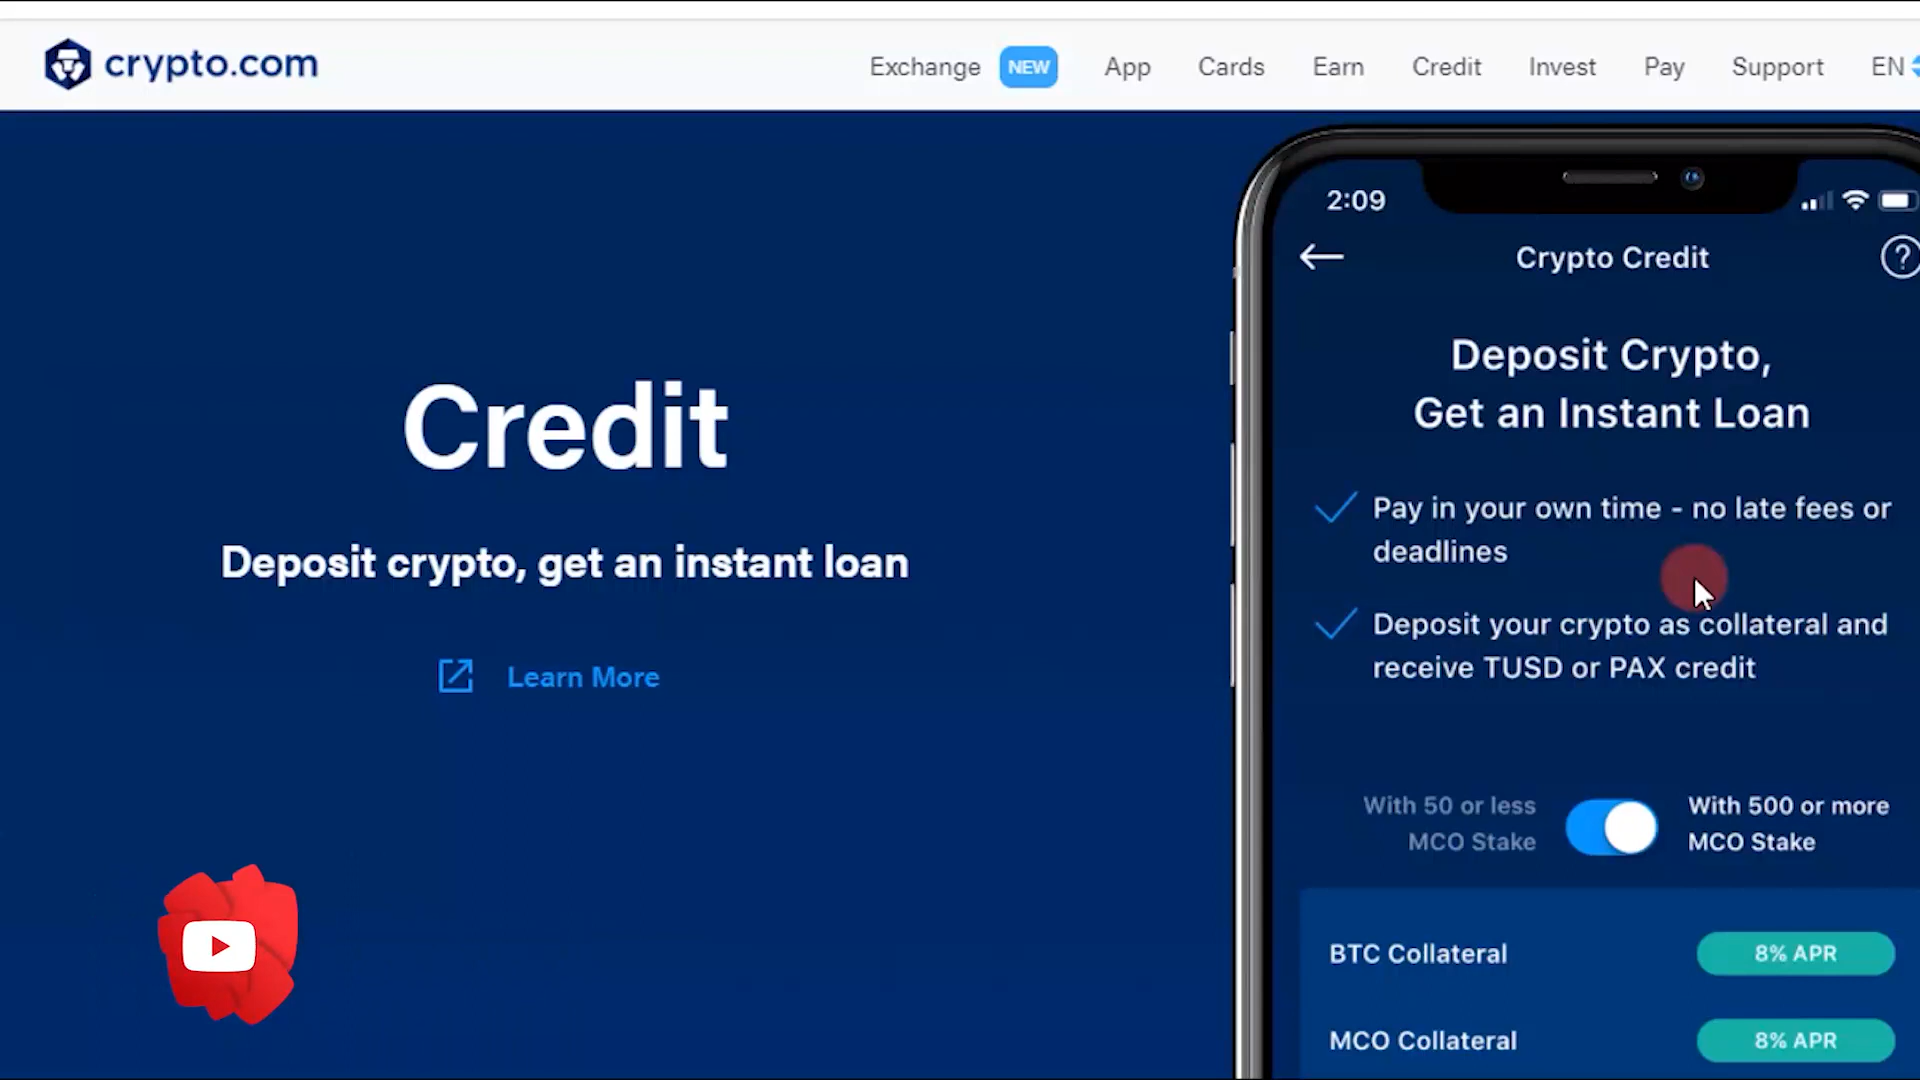 crypto.com
Exchange NEW App Cards Earn Credit Invest Pay Support EN
Credit
Deposit crypto, get an instant loan
Learn More
2:09
Crypto Credit
?
Deposit Crypto,
Get an Instant Loan
Pay in your own time - no late fees or
deadlines
Deposit your crypto as collateral and
receive TUSD or PAX credit
With 50 or less
MCO Stake
With 500 or more
MCO Stake
BTC Collateral 8% APR
MCO Collateral 8% APR